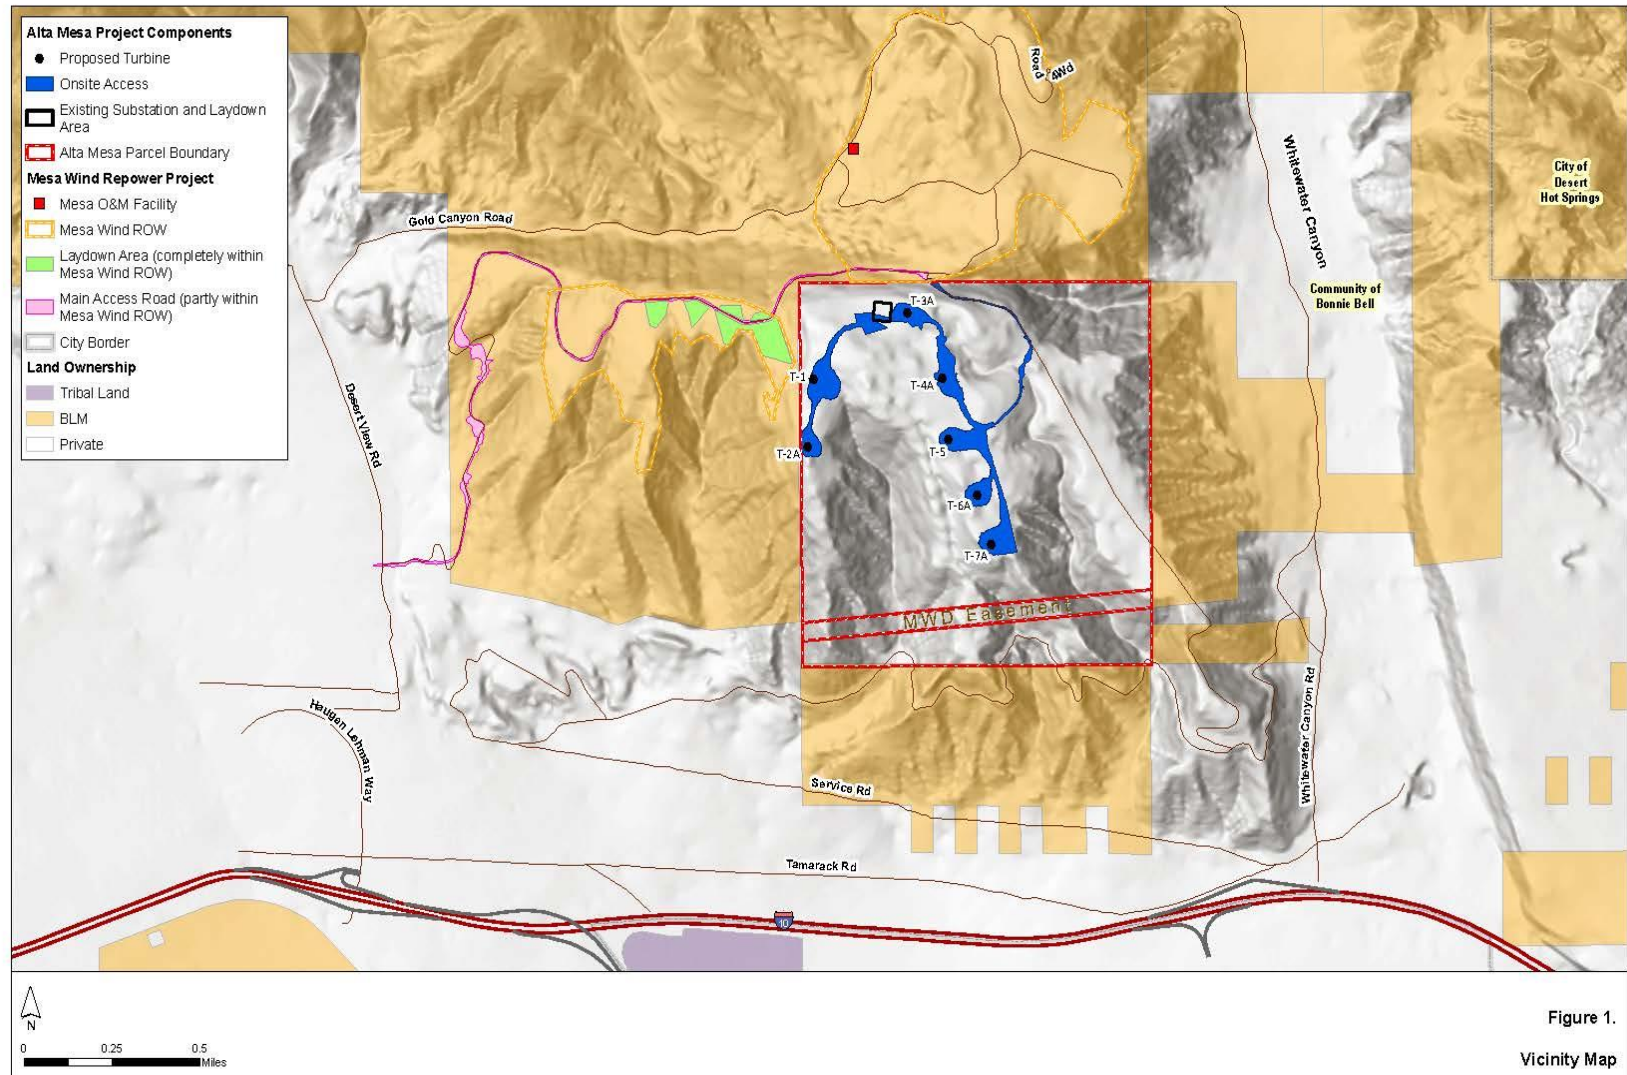 Alta Mesa Project Components
Proposed Turbine
Onsite Access
Existing Substation and Laydown
Area
Alta Mesa Parcel Boundary
Mesa Wind Repower Project
Mesa O&M Facility
Mesa Wind ROW
Laydown Area (completely within
Mesa Wind ROW)
Main Access Road (partly within
Mesa Wind ROW)
City Border
Land Ownership
Tribal Land
BLM
Private
Road
4Wd
Gold Canyon Road
Whitewater Canyon
City of
Desert
Hot Springs
Community of
Bonnie Bell
Desert View Rd
T-3A
T-1
T-4A
T-2A
T-5
T-6A
T-7A
MWD Easement
Haugen Lehman Way
Whitewater Canyon Rd
Service Rd
Tamarack Rd
10
N
0 0.25 0.5
Miles
Figure 1.
Vicinity Map